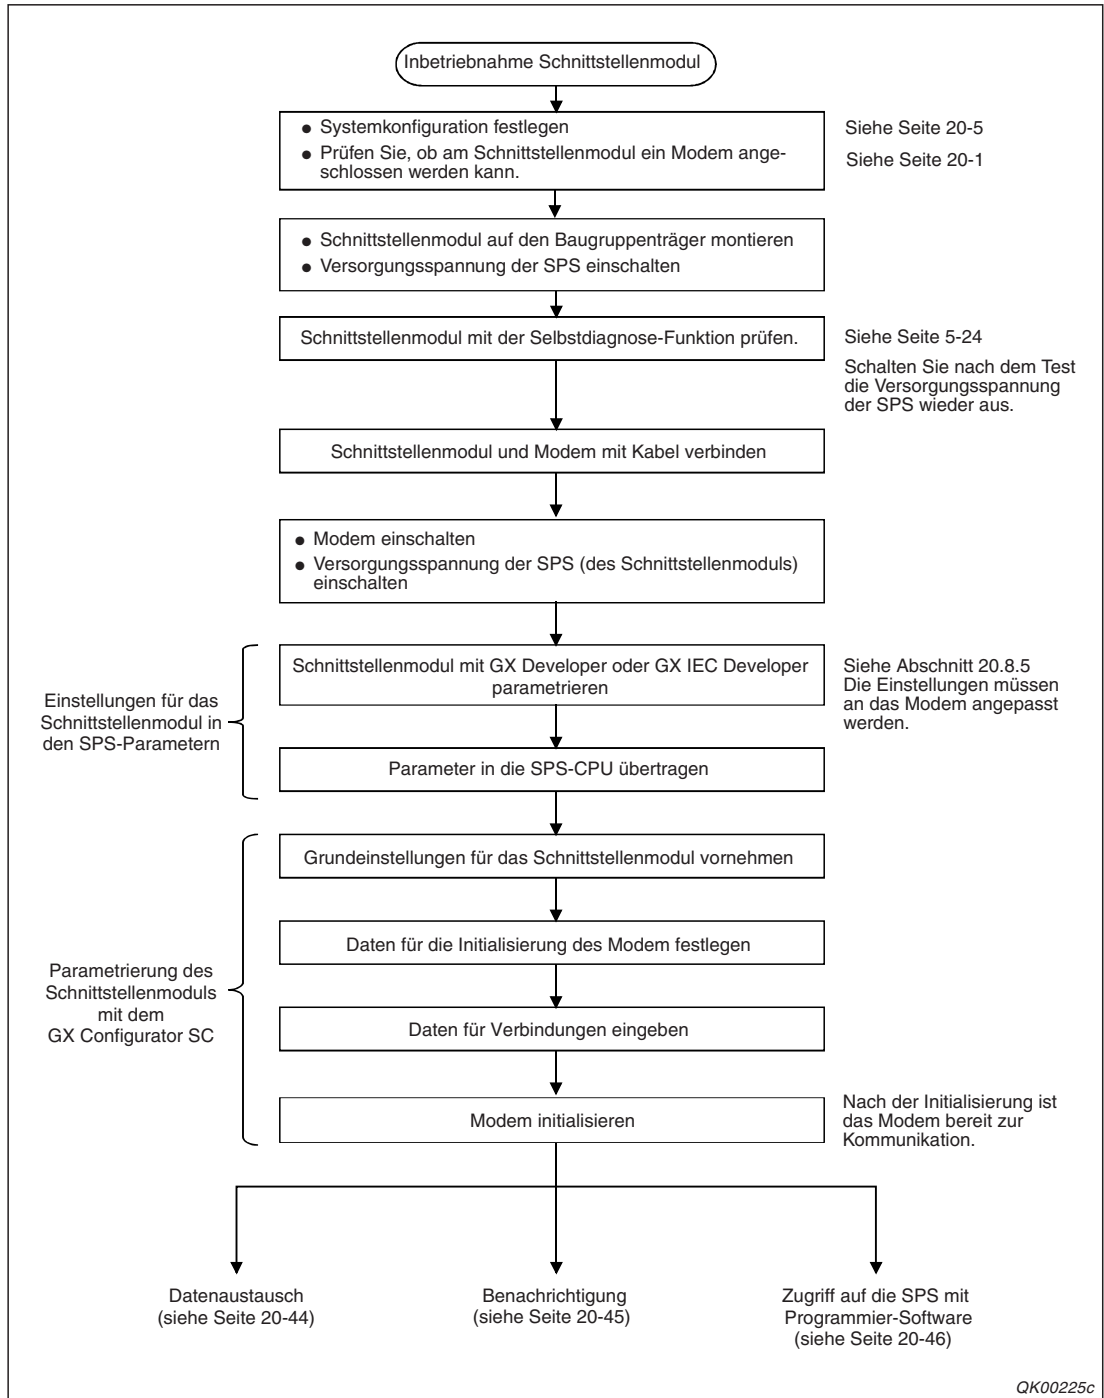 Inbetriebnahme Schnittstellenmodul
● Systemkonfiguration festlegen
Siehe Seite 20-5
● Prüfen Sie, ob am Schnittstellenmodul ein Modem ange-
schlossen werden kann.
Siehe Seite 20-1
● Schnittstellenmodul auf den Baugruppenträger montieren
● Versorgungsspannung der SPS einschalten
Schnittstellenmodul mit der Selbstdiagnose-Funktion prüfen.
Siehe Seite 5-24
Schalten Sie nach dem Test
die Versorgungsspannung
der SPS wieder aus.
Schnittstellenmodul und Modem mit Kabel verbinden
● Modem einschalten
● Versorgungsspannung der SPS (des Schnittstellenmoduls)
einschalten
Einstellungen für das
Schnittstellenmodul in
den SPS-Parametern
Schnittstellenmodul mit GX Developer oder GX IEC Developer
parametrieren
Siehe Abschnitt 20.8.5
Die Einstellungen müssen
an das Modem angepasst
werden.
Parameter in die SPS-CPU übertragen
Parametrierung des
Schnittstellenmoduls
mit dem
GX Configurator SC
Grundeinstellungen für das Schnittstellenmodul vornehmen
Daten für die Initialisierung des Modem festlegen
Daten für Verbindungen eingeben
Modem initialisieren
Nach der Initialisierung ist
das Modem bereit zur
Kommunikation.
Datenaustausch
(siehe Seite 20-44)
Benachrichtigung
(siehe Seite 20-45)
Zugriff auf die SPS mit
Programmier-Software
(siehe Seite 20-46)
QK00225c